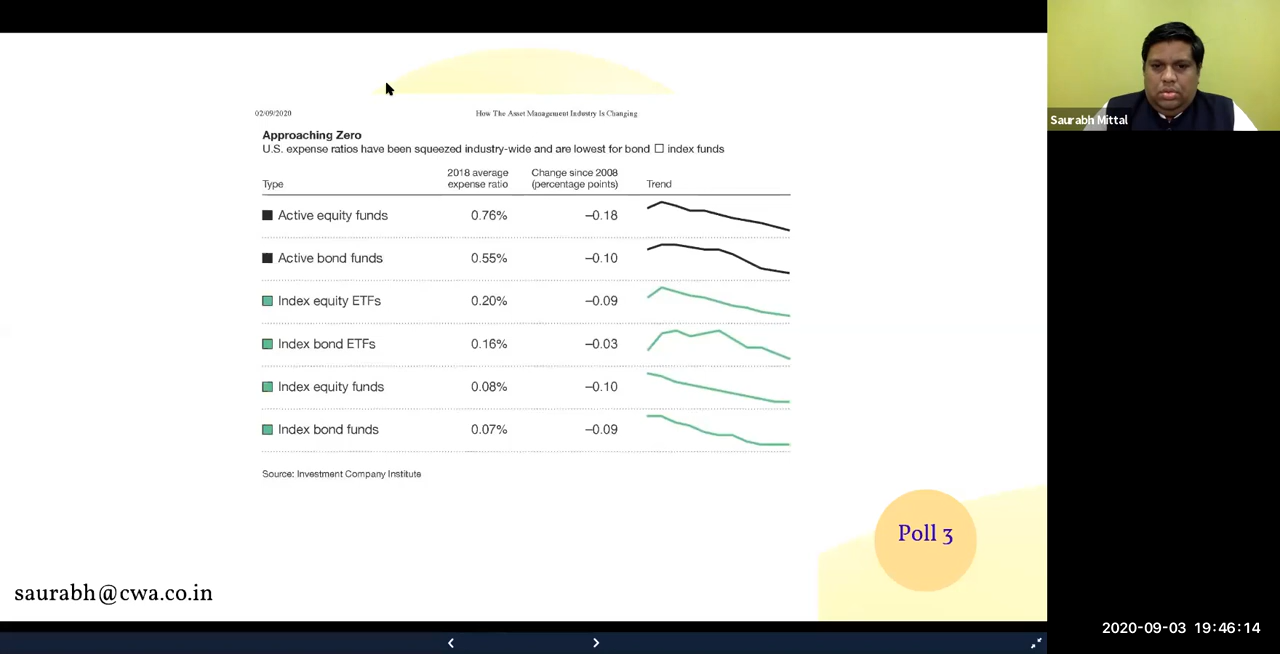 02/09/2020 How The Asset Management Industry Is Changing
Approaching Zero
U.S. expense ratios have been squeezed industry-wide and are lowest for bond □ index funds
Type 2018 average expense ratio Change since 2008 (percentage points) Trend
Active equity funds 0.76% –0.18
Active bond funds 0.55% –0.10
Index equity ETFs 0.20% –0.09
Index bond ETFs 0.16% –0.03
Index equity funds 0.08% –0.10
Index bond funds 0.07% –0.09
Source: Investment Company Institute
Poll 3
saurabh@cwa.co.in
Saurabh Mittal
2020-09-03 19:46:14